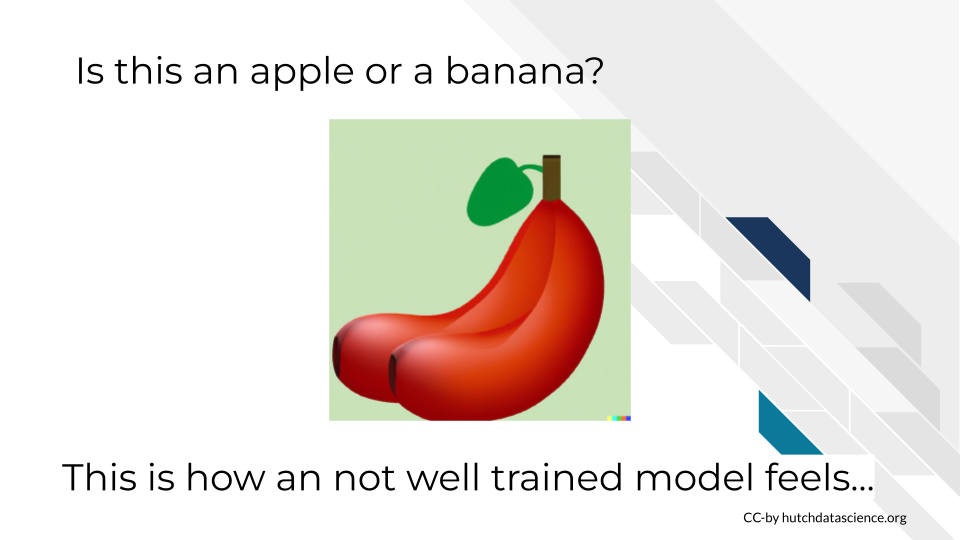 Is this an apple or a banana?
This is how an not well trained model feels...
CC-by hutchdatascience.org